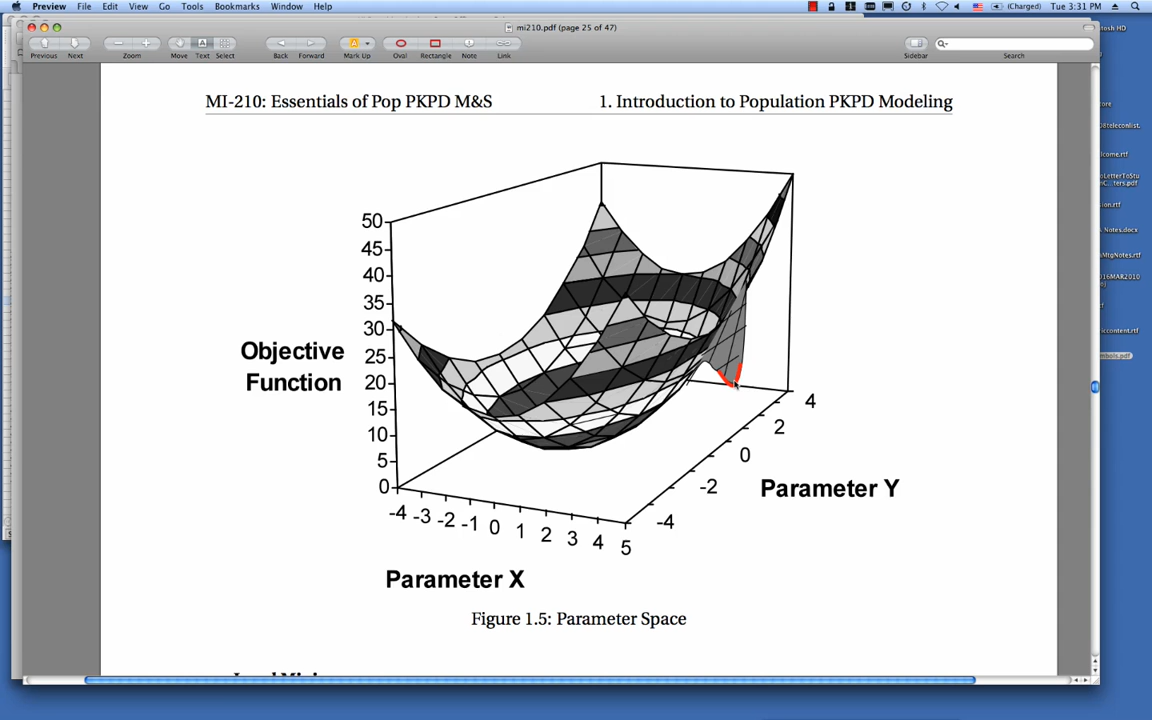 Preview File Edit View Go Tools Bookmarks Window Help
(Charged) Tue 3:31 PM
mi210.pdf (page 25 of 47)
Previous Next Zoom Move Text Select Back Forward Mark Up Oval Rectangle Note Link Sidebar Search
MI-210: Essentials of Pop PKPD M&S 1. Introduction to Population PKPD Modeling
50
45
40
35
30
25
20
15
10
5
0
Objective
Function
-4 -3 -2 -1 0 1 2 3 4 5
Parameter X
4
2
0
-2
-4
Parameter Y
Figure 1.5: Parameter Space